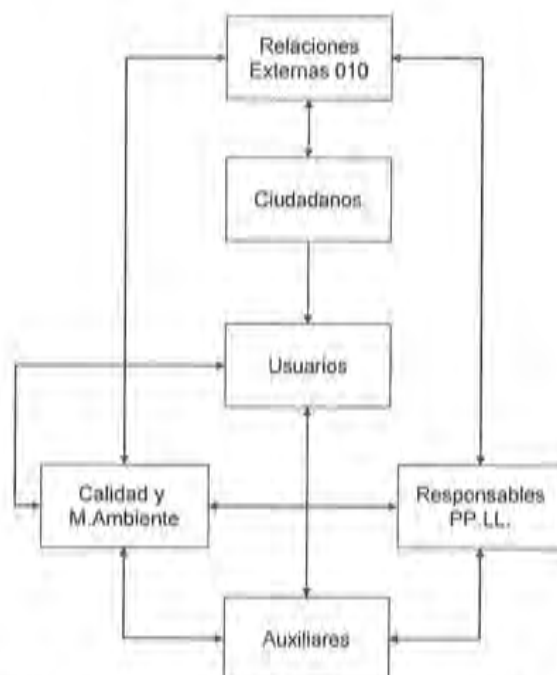 Relaciones
Externas 010
Ciudadanos
Usuarios
Calidad y
M.Ambiente
Responsables
PP.LL.
Auxiliares